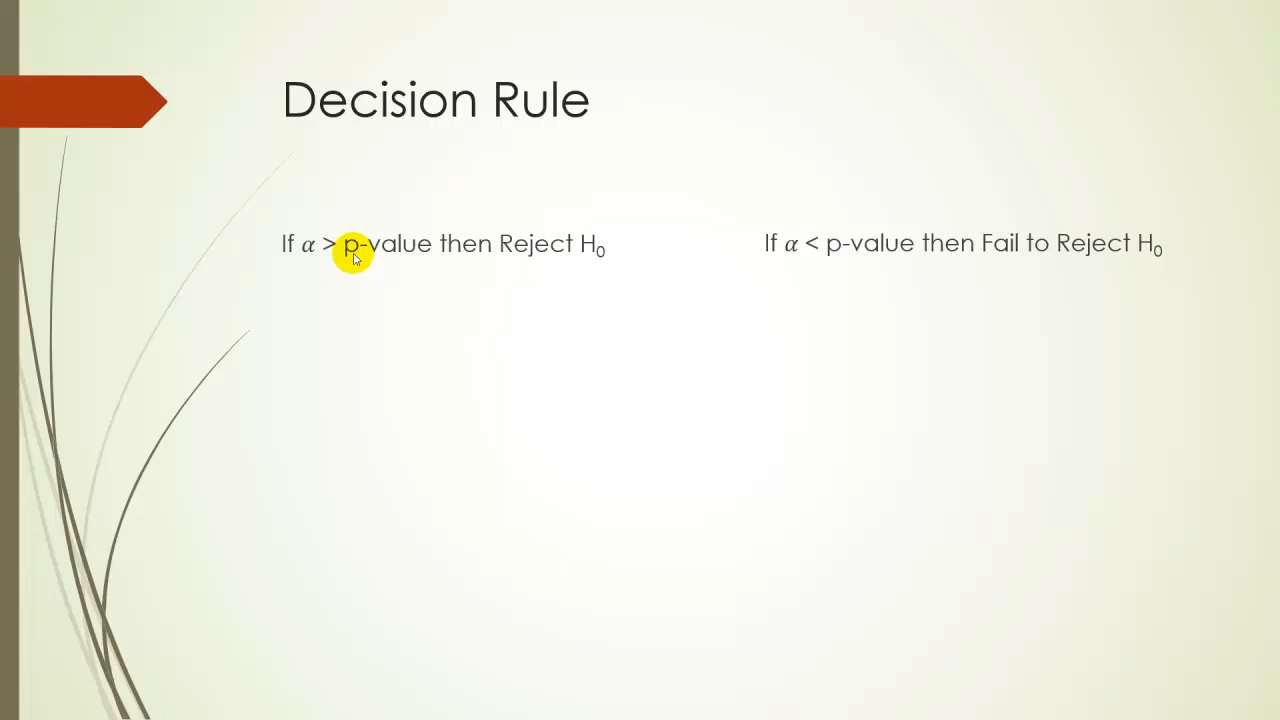 Decision Rule
If 𝛼 > p-value then Reject H₀
If 𝛼 < p-value then Fail to Reject H₀